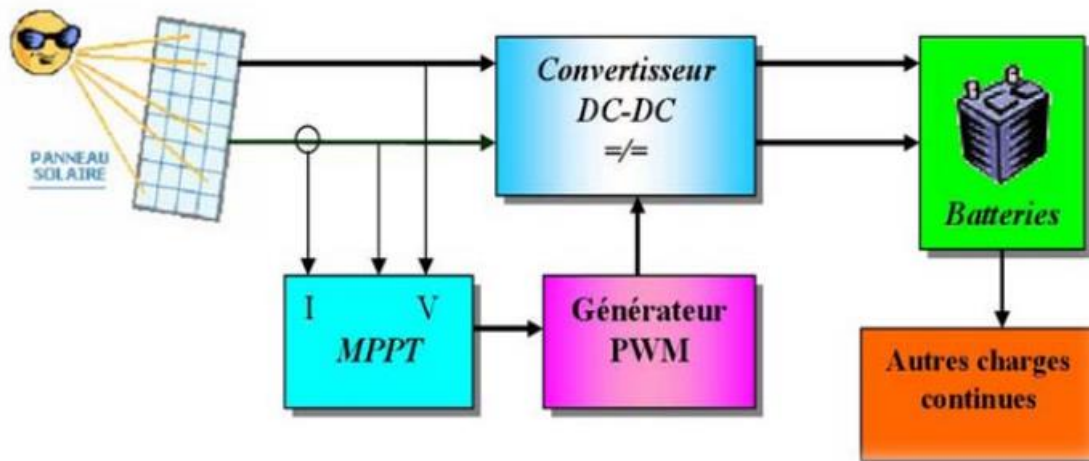 PANNEAU
SOLAIRE
Convertisseur
DC-DC
=/=
Batteries
I V
MPPT
Générateur
PWM
Autres charges
continues